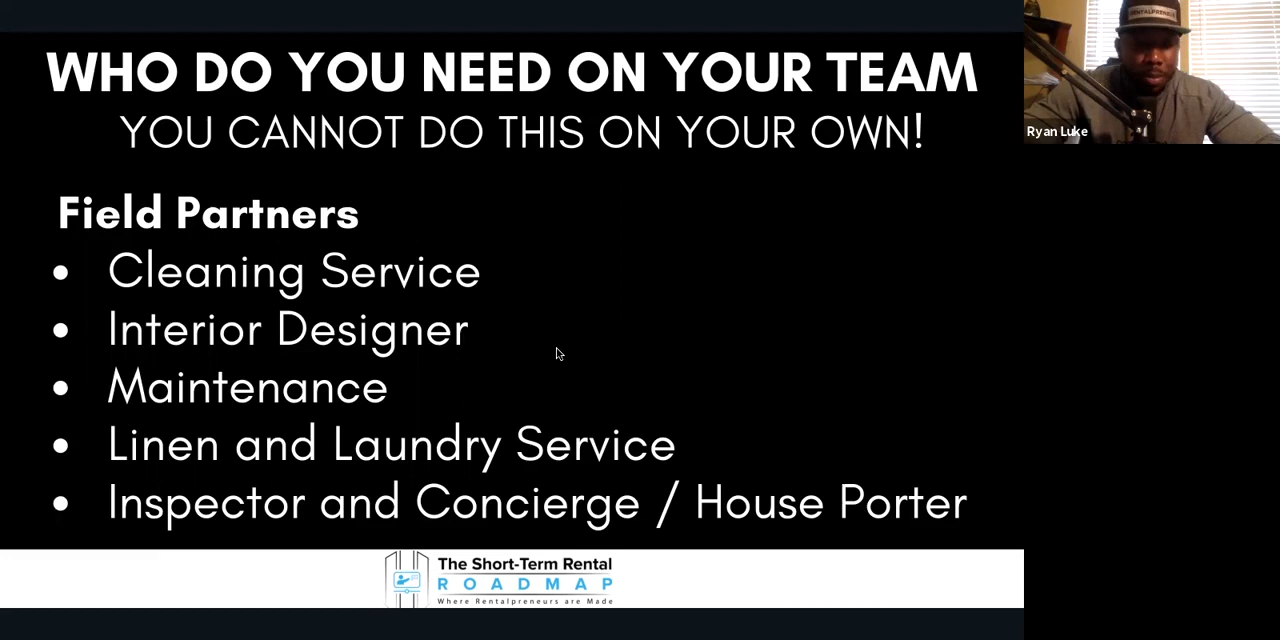 WHO DO YOU NEED ON YOUR TEAM
YOU CANNOT DO THIS ON YOUR OWN!
Field Partners
• Cleaning Service
• Interior Designer
• Maintenance
• Linen and Laundry Service
• Inspector and Concierge / House Porter
The Short-Term Rental
ROADMAP
Where Rentalpreneurs are Made
Ryan Luke